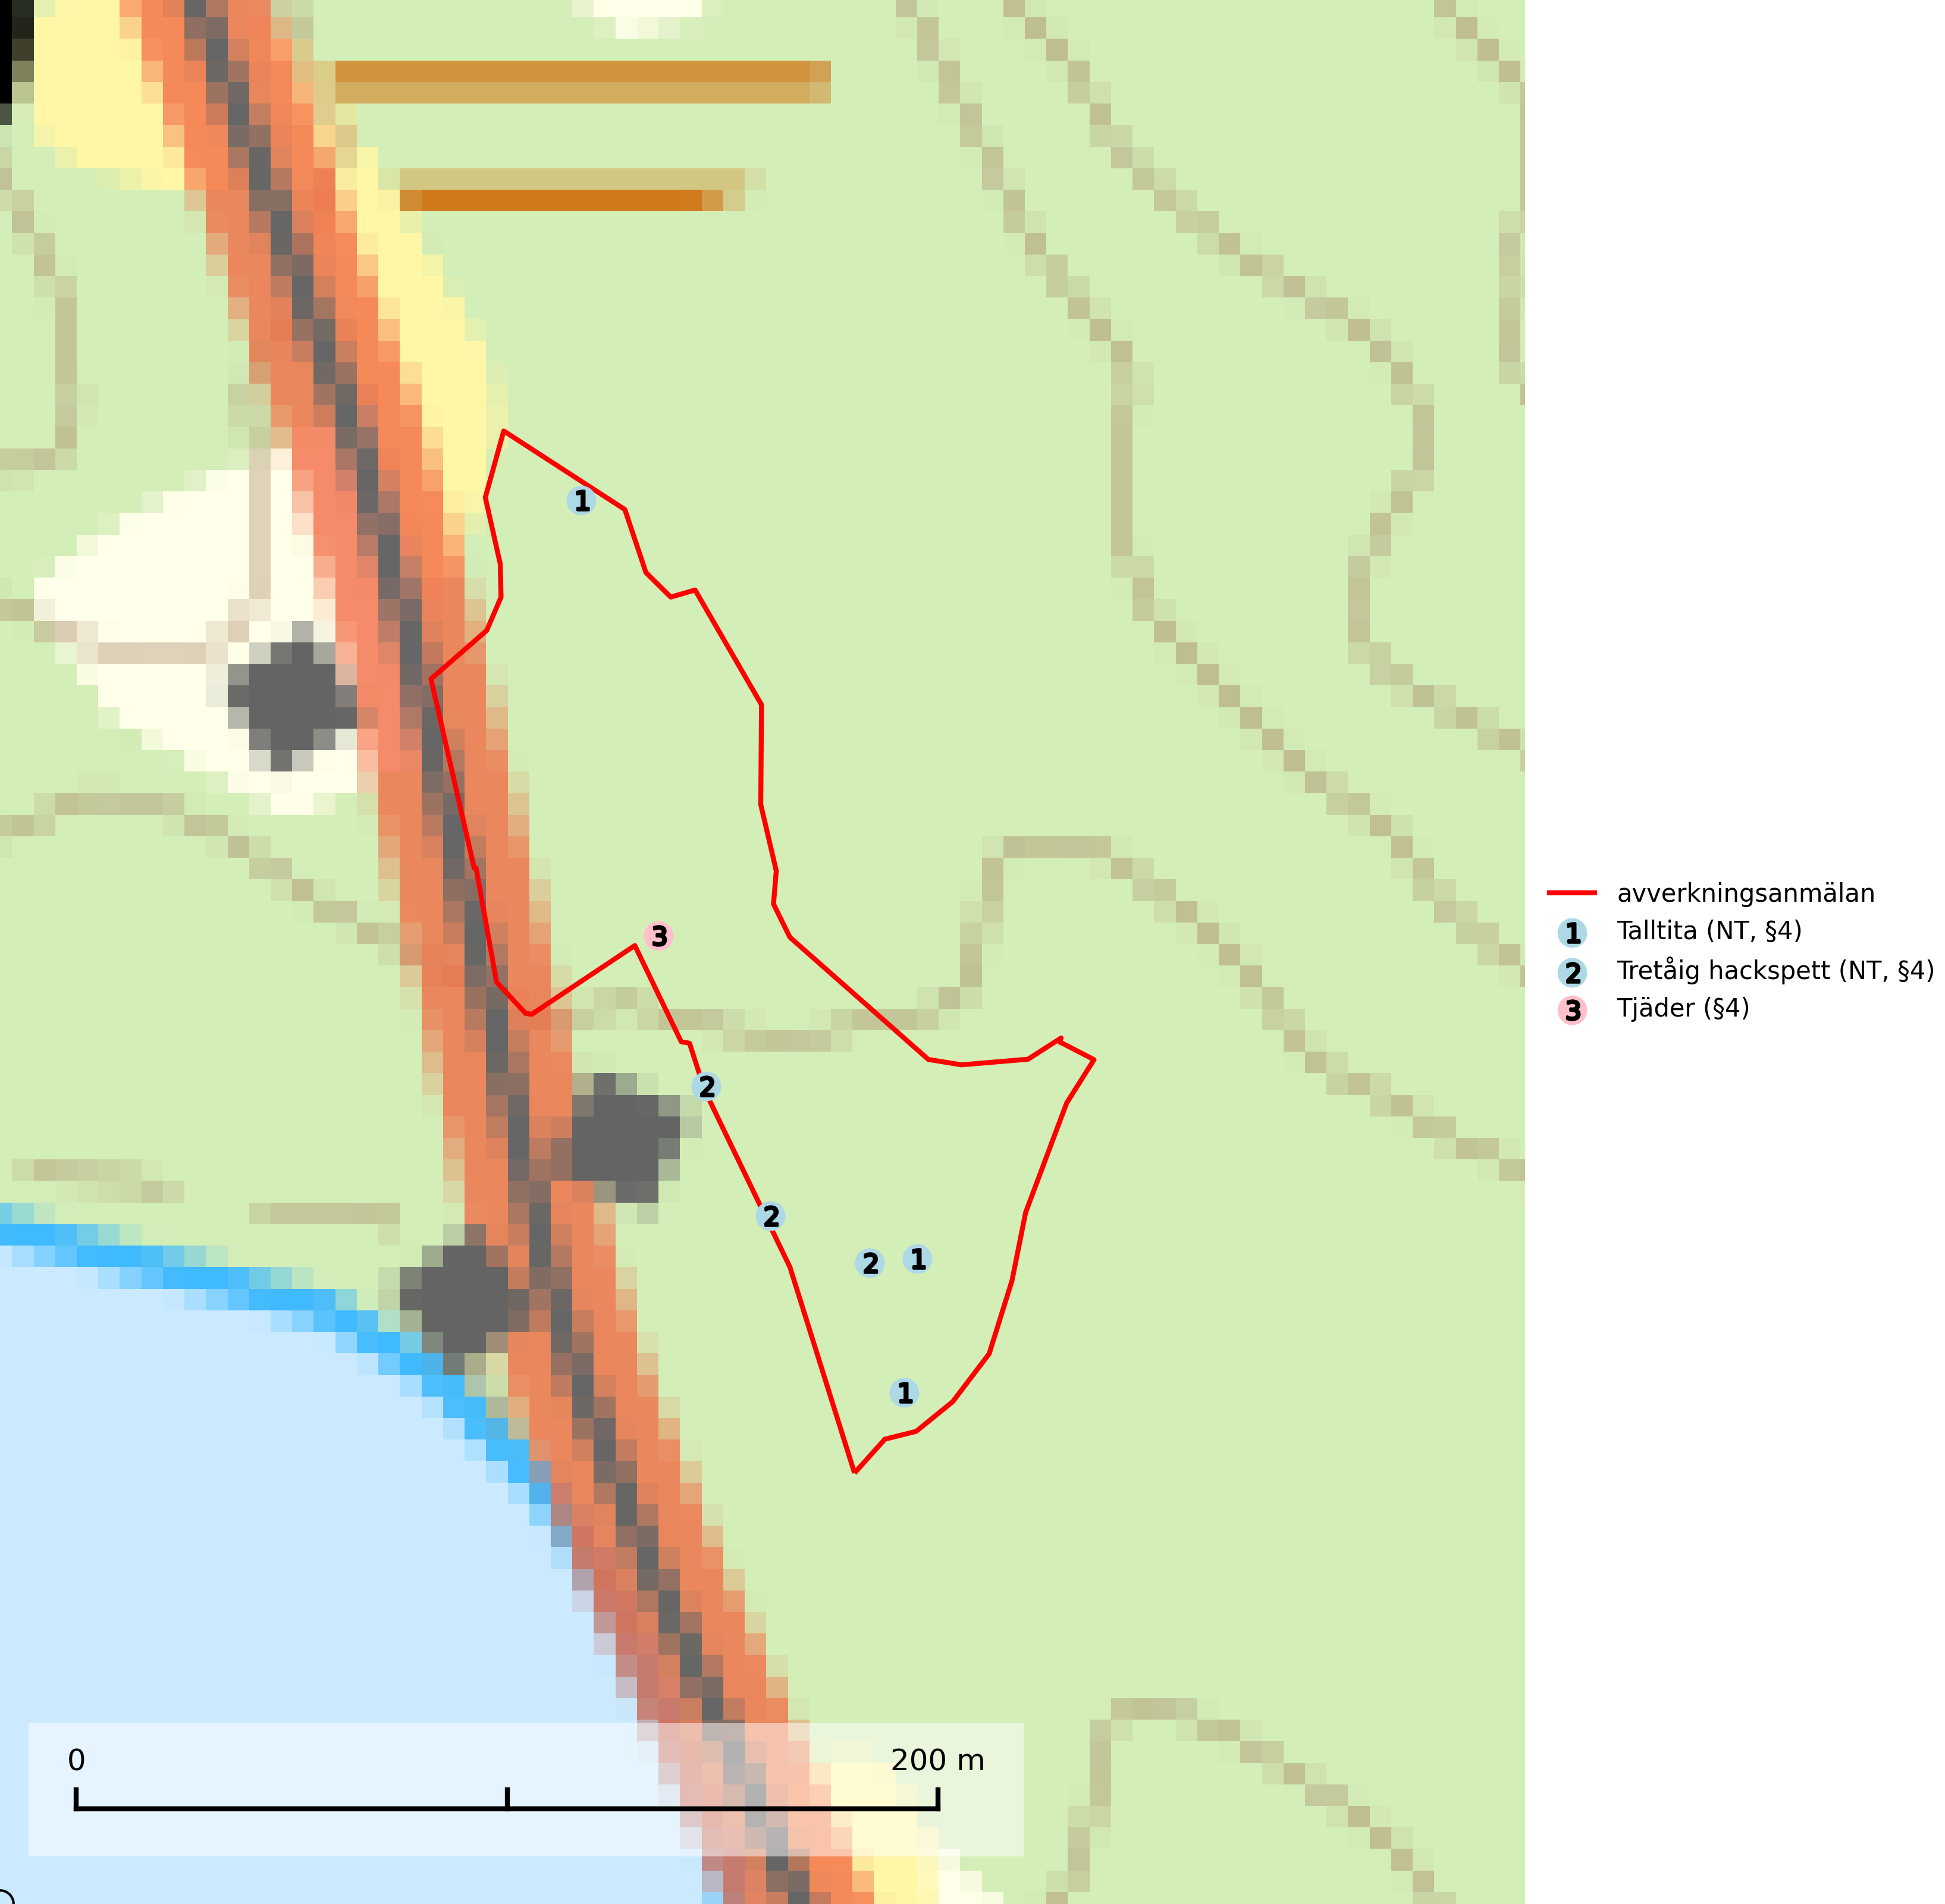 1
3
2
2
2 1
1
avverkningsanmälan
1 Talltita (NT, §4)
2 Tretåig hackspett (NT, §4)
3 Tjäder (§4)
0 200 m